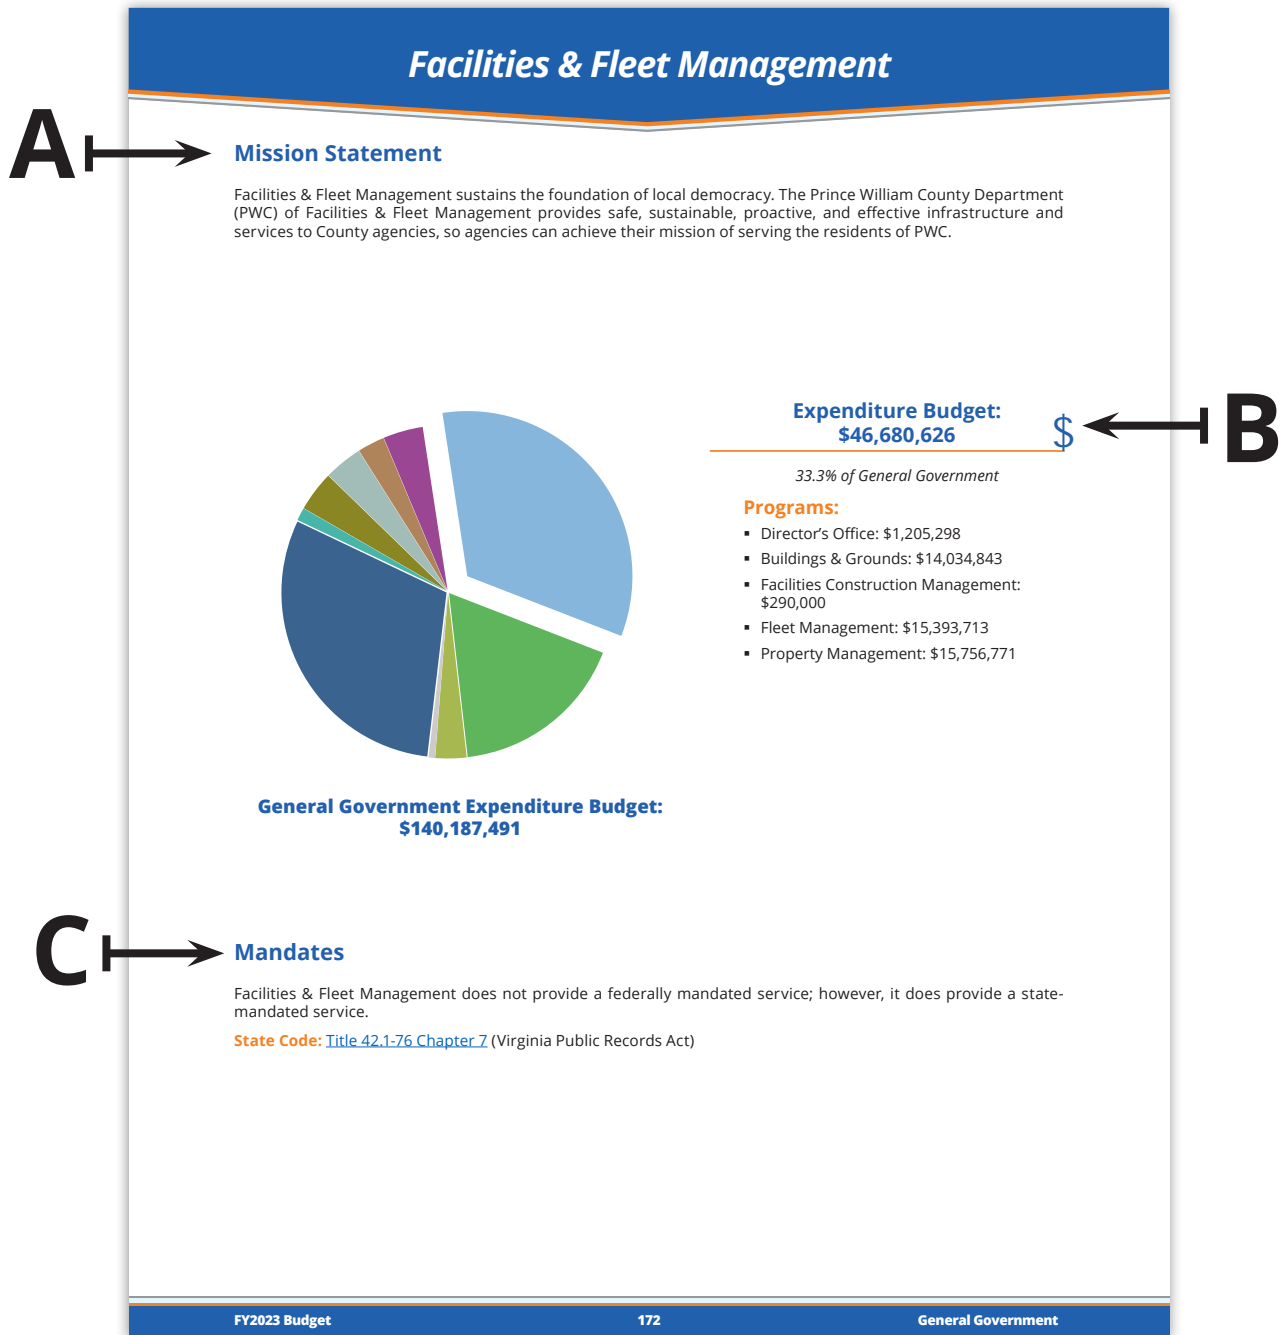 Facilities & Fleet Management
A
Mission Statement
Facilities & Fleet Management sustains the foundation of local democracy. The Prince William County Department
(PWC) of Facilities & Fleet Management provides safe, sustainable, proactive, and effective infrastructure and
services to County agencies, so agencies can achieve their mission of serving the residents of PWC.
Expenditure Budget:
$46,680,626
$
B
33.3% of General Government
Programs:
▪ Director’s Office: $1,205,298
▪ Buildings & Grounds: $14,034,843
▪ Facilities Construction Management:
$290,000
▪ Fleet Management: $15,393,713
▪ Property Management: $15,756,771
General Government Expenditure Budget:
$140,187,491
C
Mandates
Facilities & Fleet Management does not provide a federally mandated service; however, it does provide a state-
mandated service.
State Code: Title 42.1-76 Chapter 7 (Virginia Public Records Act)
FY2023 Budget 172 General Government